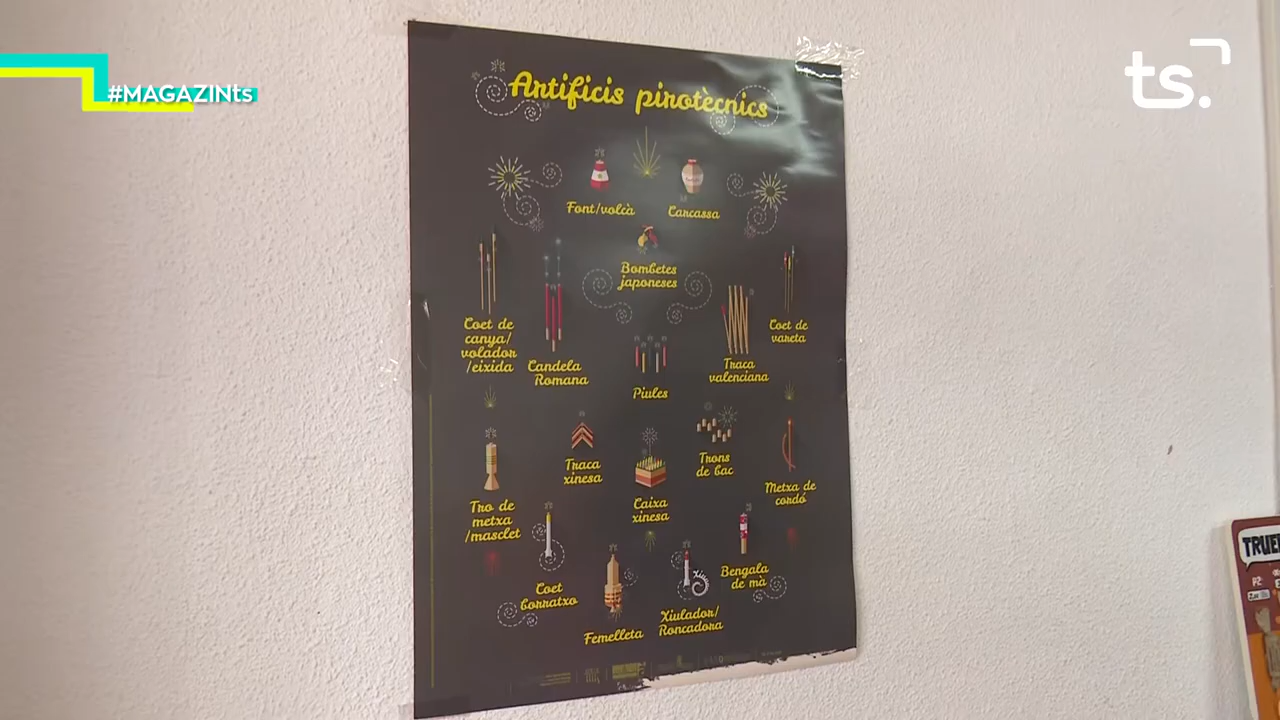 #MAGAZINts
ts.
Artificis pirotècnics
Font/volcà
Carcassa
Bombetes
japoneses
Coet de
canya/
volador
/eixida
Candela
Romana
Piules
Traca
valenciana
Coet de
vareta
Tro de
metxa
/masclet
Traca
xinesa
Caixa
xinesa
Trons
de bac
Metxa de
cordó
Coet
borratxo
Femelleta
Xiulador/
Roncadora
Bengala
de mà